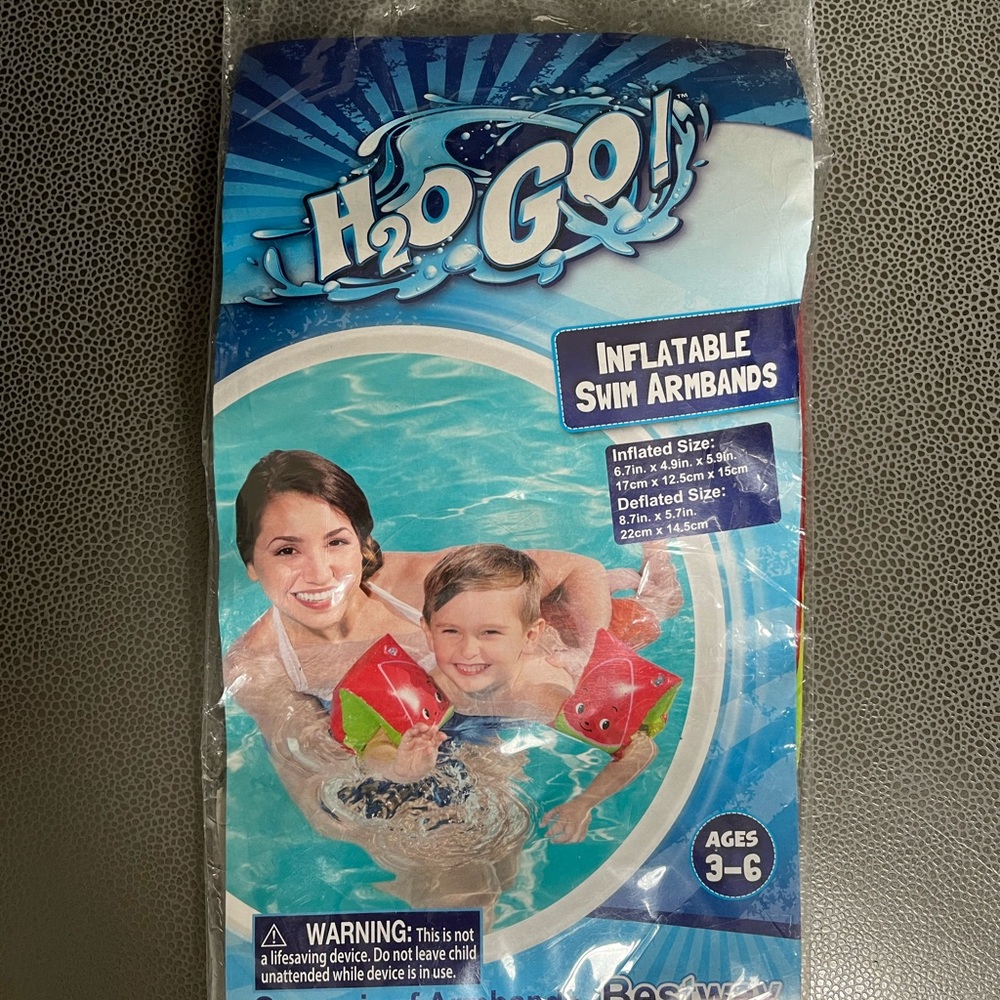 H2O GO!™
INFLATABLE
SWIM ARMBANDS
Inflated Size:
6.7in. x 4.9in. x 5.9in.
17cm x 12.5cm x 15cm
Deflated Size:
8.7in. x 5.7in.
22cm x 14.5cm
AGES
3-6
⚠ WARNING: This is not
a lifesaving device. Do not leave child
unattended while device is in use.
Bestway